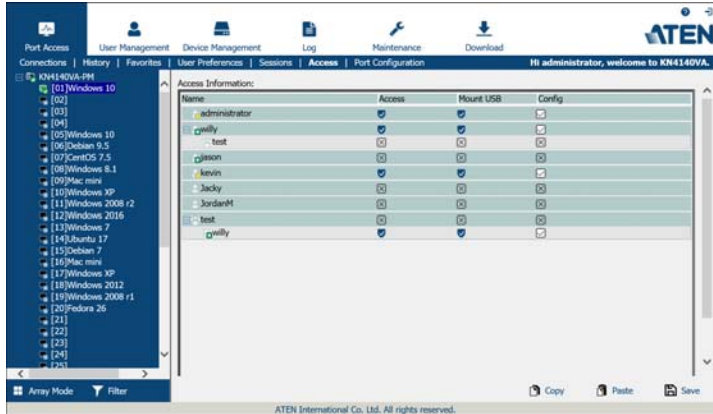 ATEN
Port Access
User Management
Device Management
Log
Maintenance
Download
Connections | History | Favorites | User Preferences | Sessions | Access | Port Configuration
Hi administrator, welcome to KN4140VA.
KN4140VA-PM
[01]Windows 10
[02]
[03]
[04]
[05]Windows 10
[06]Debian 9.5
[07]CentOS 7.5
[08]Windows 8.1
[09]Mac mini
[10]Windows XP
[11]Windows 2008 r2
[12]Windows 2016
[13]Windows 7
[14]Ubuntu 17
[15]Debian 7
[16]Mac mini
[17]Windows XP
[18]Windows 2012
[19]Windows 2008 r1
[20]Fedora 26
[21]
[22]
[23]
[24]
[25]
Array Mode
Filter
Access Information:
Name Access Mount USB Config
administrator
willy
test
jason
kevin
Jacky
JordanM
test
willy
Copy
Paste
Save
ATEN International Co. Ltd. All rights reserved.